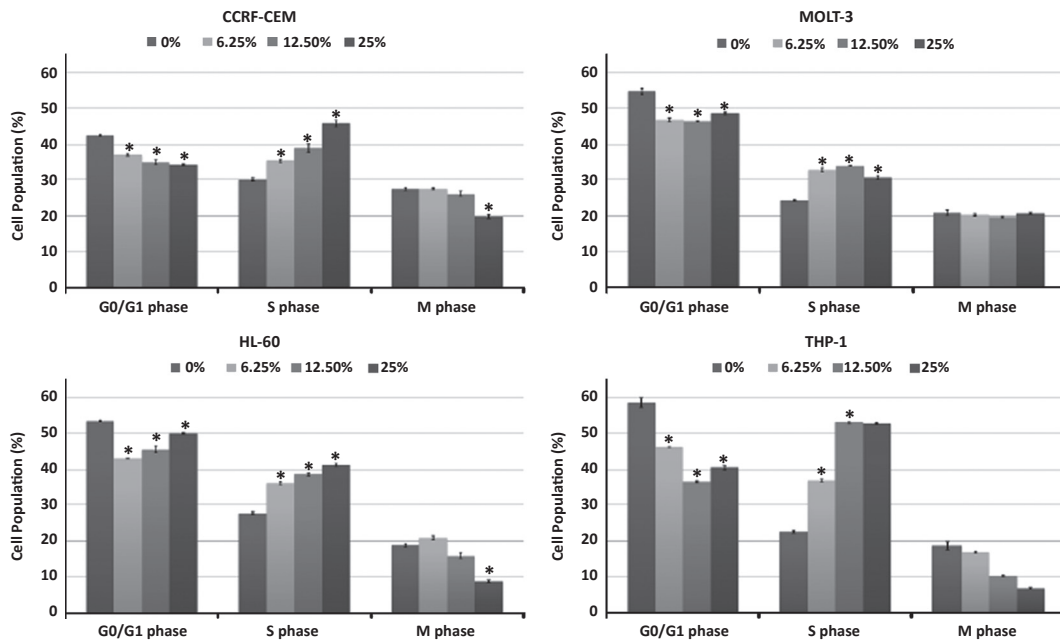 CCRF-CEM
0% 6.25% 12.50% 25%
Cell Population (%)
60
50
40
30
20
10
0
* * * * * * *
G0/G1 phase S phase M phase
MOLT-3
0% 6.25% 12.50% 25%
Cell Population (%)
60
50
40
30
20
10
0
* * * * * *
G0/G1 phase S phase M phase
HL-60
0% 6.25% 12.50% 25%
Cell Population (%)
60
50
40
30
20
10
0
* * * * * * *
G0/G1 phase S phase M phase
THP-1
0% 6.25% 12.50% 25%
Cell Population (%)
60
50
40
30
20
10
0
* * * * *
G0/G1 phase S phase M phase